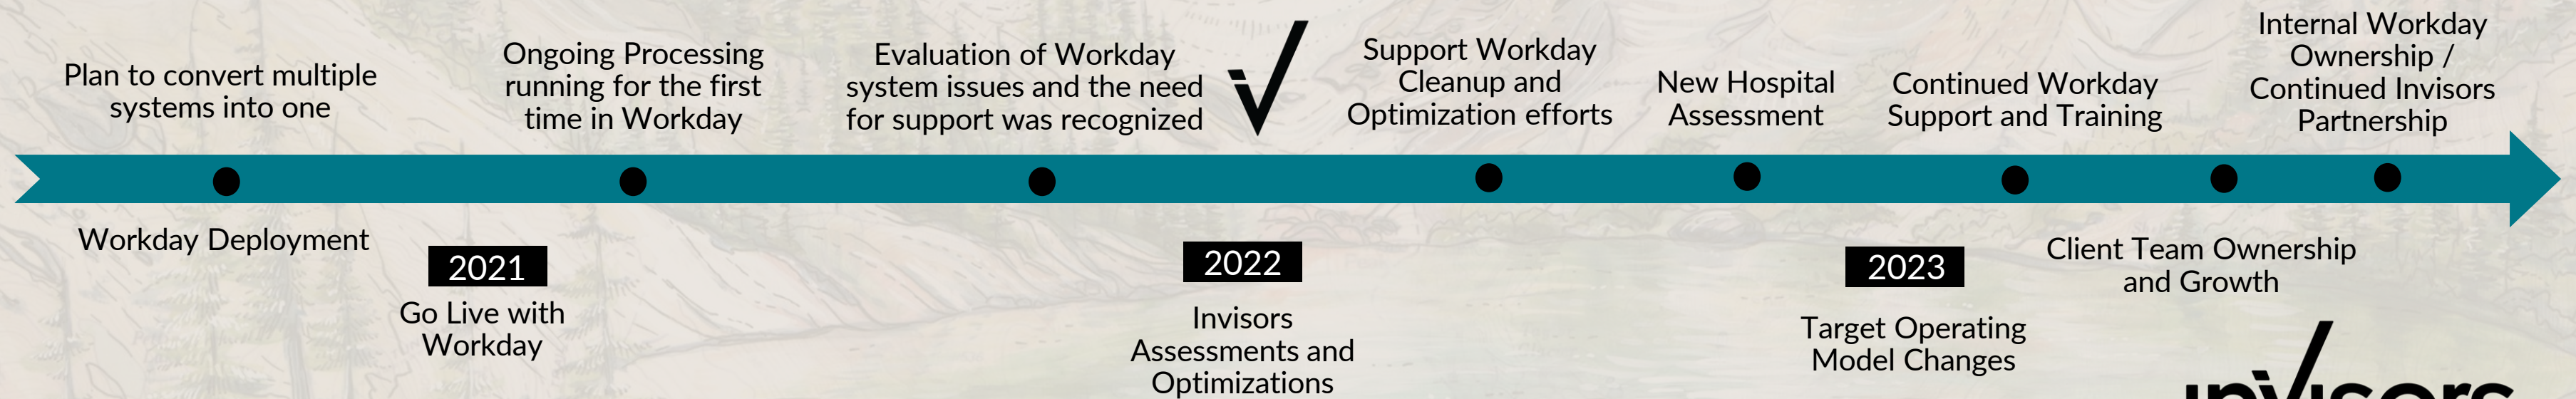 Plan to convert multiple
systems into one
Ongoing Processing
running for the first
time in Workday
Evaluation of Workday
system issues and the need
for support was recognized
Support Workday
Cleanup and
Optimization efforts
New Hospital
Assessment
Continued Workday
Support and Training
Internal Workday
Ownership /
Continued Invisors
Partnership
Workday Deployment
2021
Go Live with
Workday
2022
Invisors
Assessments and
Optimizations
2023
Target Operating
Model Changes
Client Team Ownership
and Growth
invisors